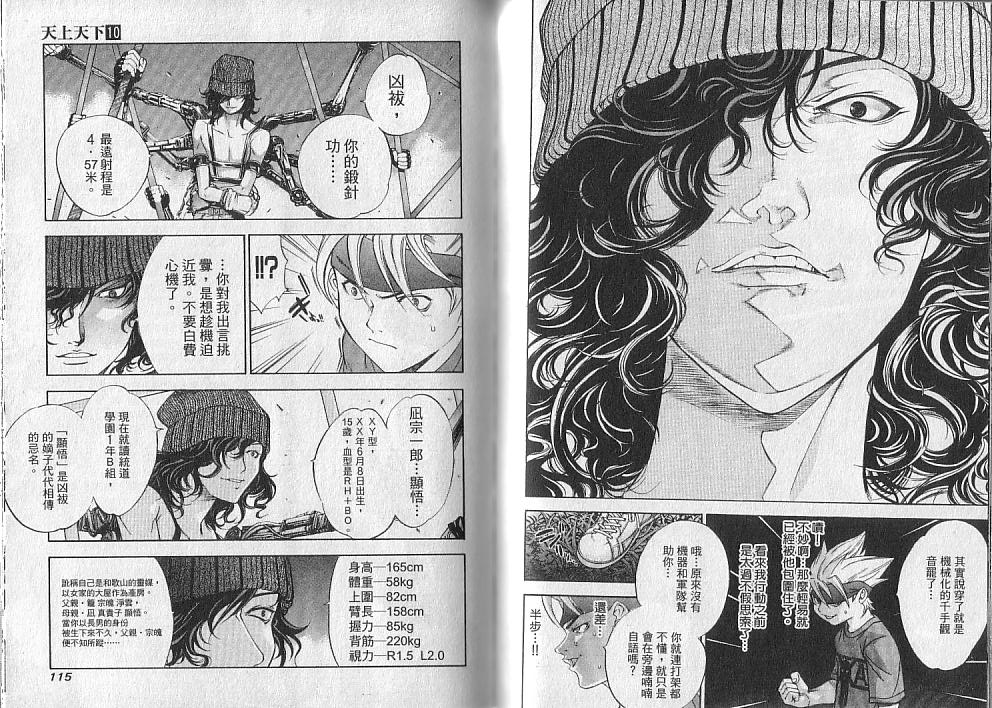 其實說穿了就是
機械化的千手觀
音罷了！
嘖！
不妙啊…那麼輕易就
已經被他包圍住了。
看來我行動之前
是太過不假思索了…
哦…原來沒有
機器和軍隊幫
助你…
你就連打架都
不懂，就只是
會在旁邊喃喃
自語嗎？
還差…
半步…!!
天上天下10
凶祓，
你的鍛針
功……
最遠射程是
4．57米。
!!?
…你對我出言挑
釁，是想趁機迫
近我。不要白費
心機了。
凪宗一郎…顯悟…
XY型，
XX年6月8日出生，
15歲，血型是RH＋BO。
現在就讀統道
學園1年B組，
「顯悟」是凶祓
的嫡子代代相傳
的忌名。
身高─165cm
體重─58kg
上圍─82cm
臂長─158cm
握力─85kg
背筋─220kg
視力─R1.5 L2.0
訛稱自己是和歌山的靈媒，
以女家的大屋作為產房。
父親・籠 宗魄 淨雲，
母親・凪 真貴子 顯悟。
當你以長男的身份
被生下來不久，父親・宗魄
便不知所蹤……
115